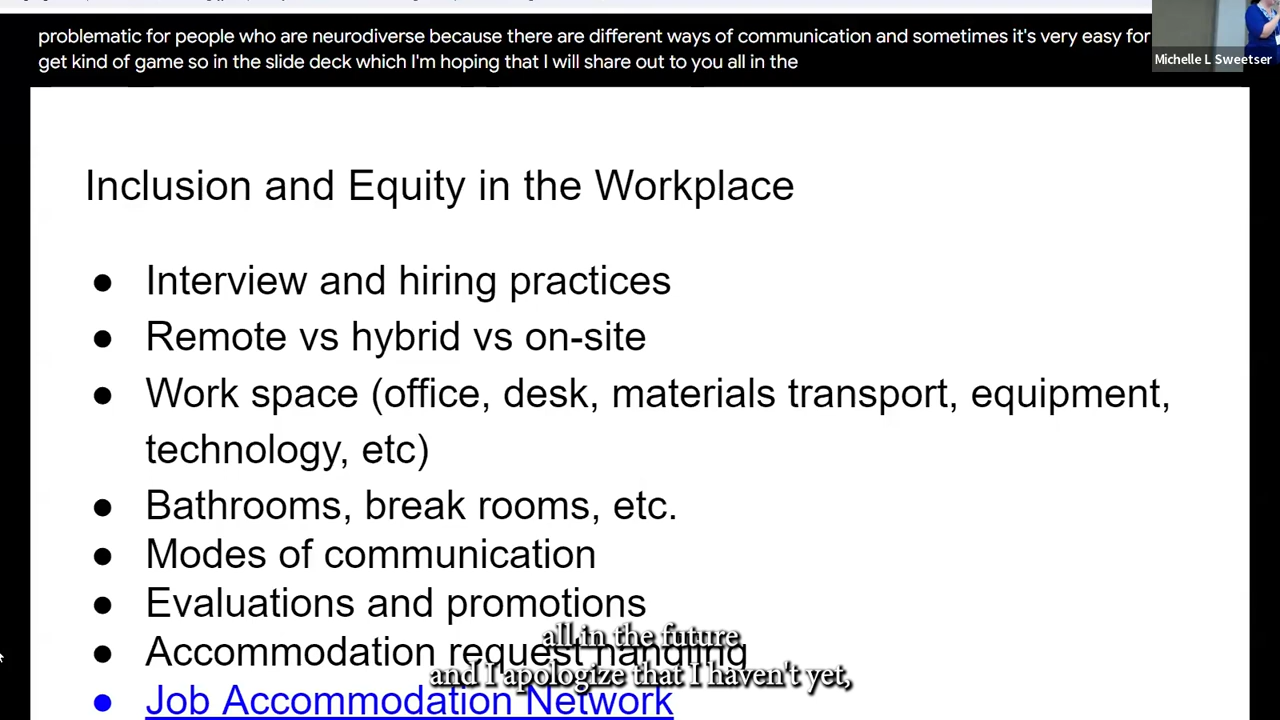 problematic for people who are neurodiverse because there are different ways of communication and sometimes it's very easy for
get kind of game so in the slide deck which I'm hoping that I will share out to you all in the
Michelle L Sweetser
Inclusion and Equity in the Workplace
● Interview and hiring practices
● Remote vs hybrid vs on-site
● Work space (office, desk, materials transport, equipment,
technology, etc)
● Bathrooms, break rooms, etc.
● Modes of communication
● Evaluations and promotions
all in the future
● Accommodation request handling
and I apologize that I haven't yet,
● Job Accommodation Network